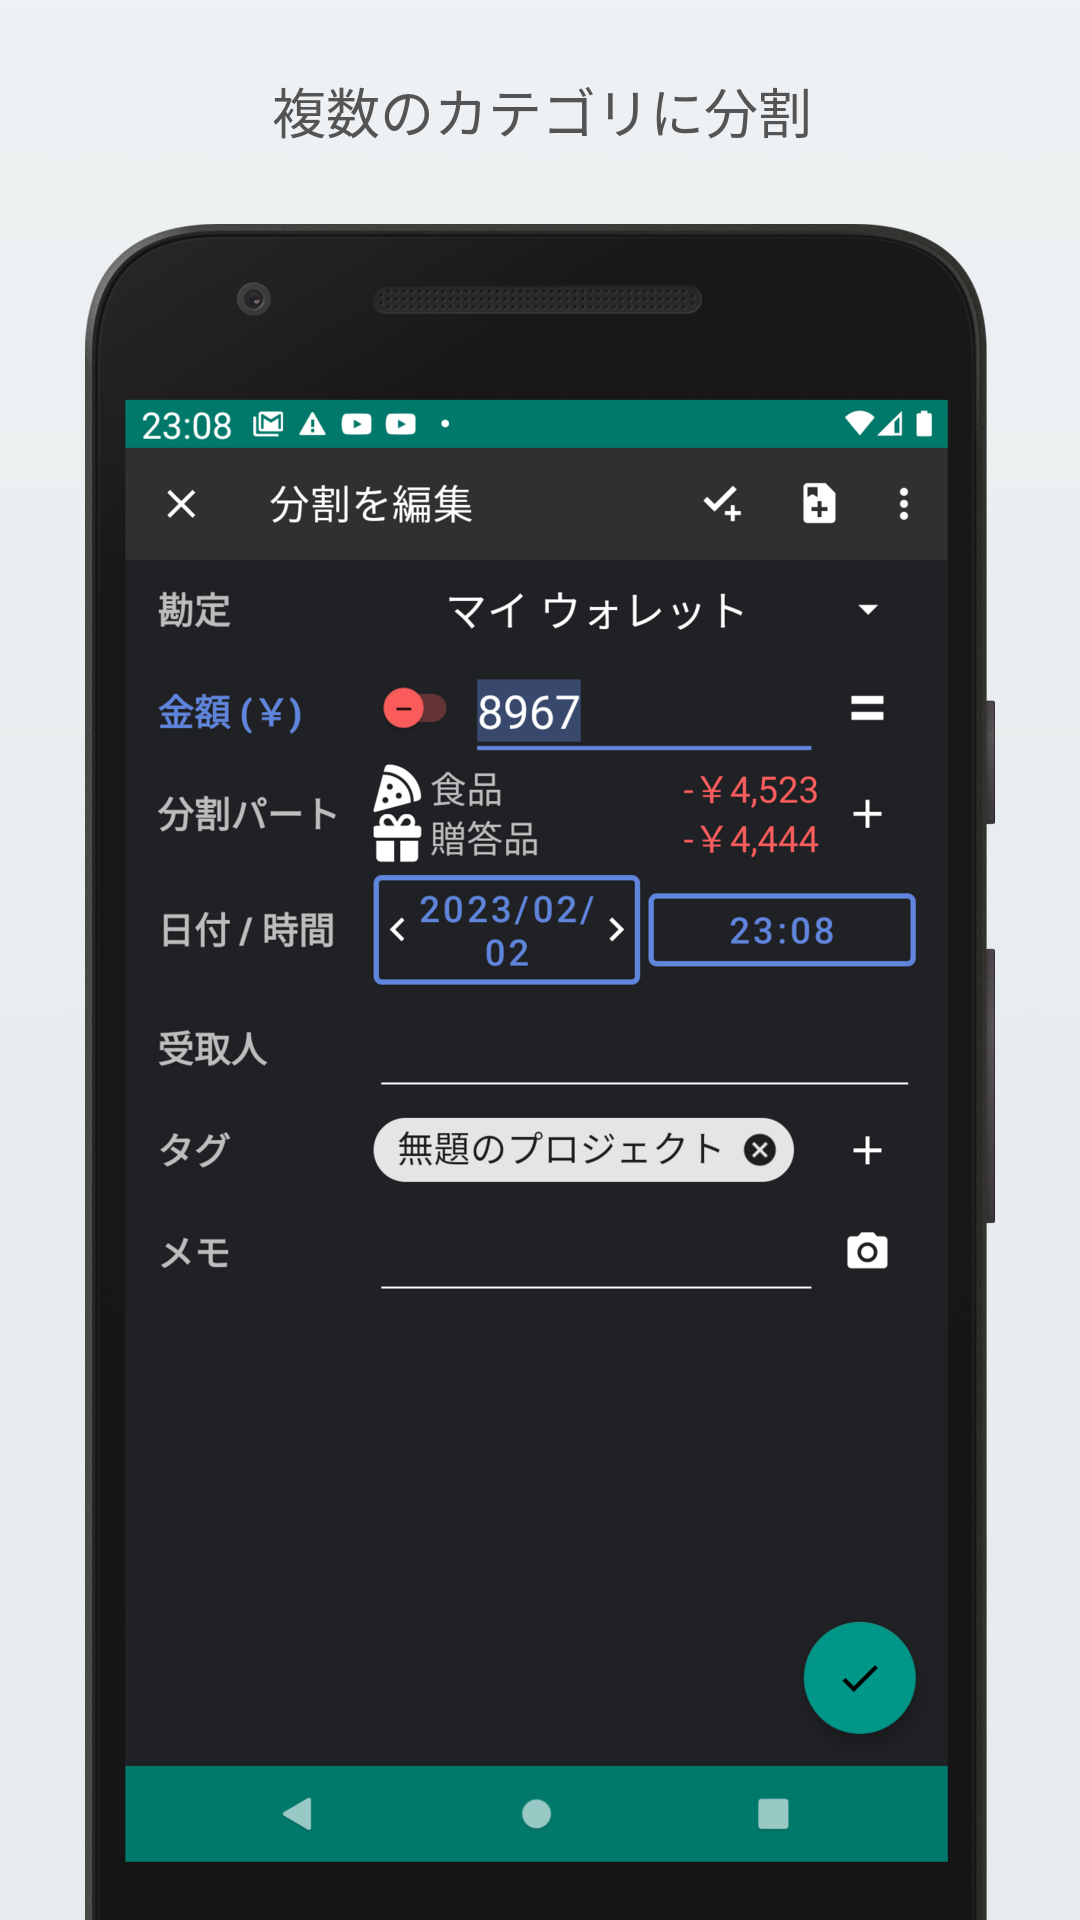 複数のカテゴリに分割
23:08
分割を編集
勘定 マイ ウォレット
金額 (￥) 8967
分割パート 食品 -￥4,523
贈答品 -￥4,444
日付 / 時間 2023/02/02 23:08
受取人
タグ 無題のプロジェクト
メモ